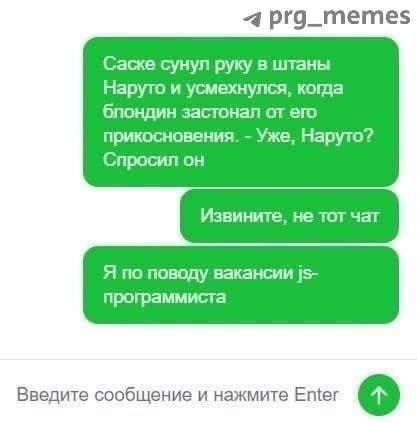 prg_memes
Саске сунул руку в штаны
Наруто и усмехнулся, когда
блондин застонал от его
прикосновения. - Уже, Наруто?
Спросил он
Извините, не тот чат
Я по поводу вакансии js-
программиста
Введите сообщение и нажмите Enter